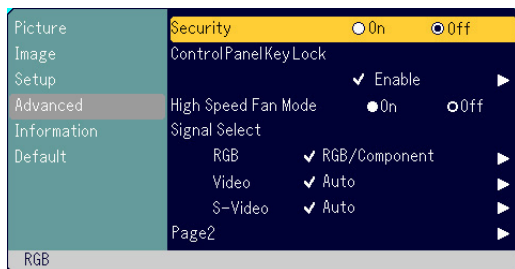 Picture
Image
Setup
Advanced
Information
Default
Security On Off
ControlPanelKeyLock
Enable
High Speed Fan Mode On Off
Signal Select
RGB RGB/Component
Video Auto
S-Video Auto
Page2
RGB